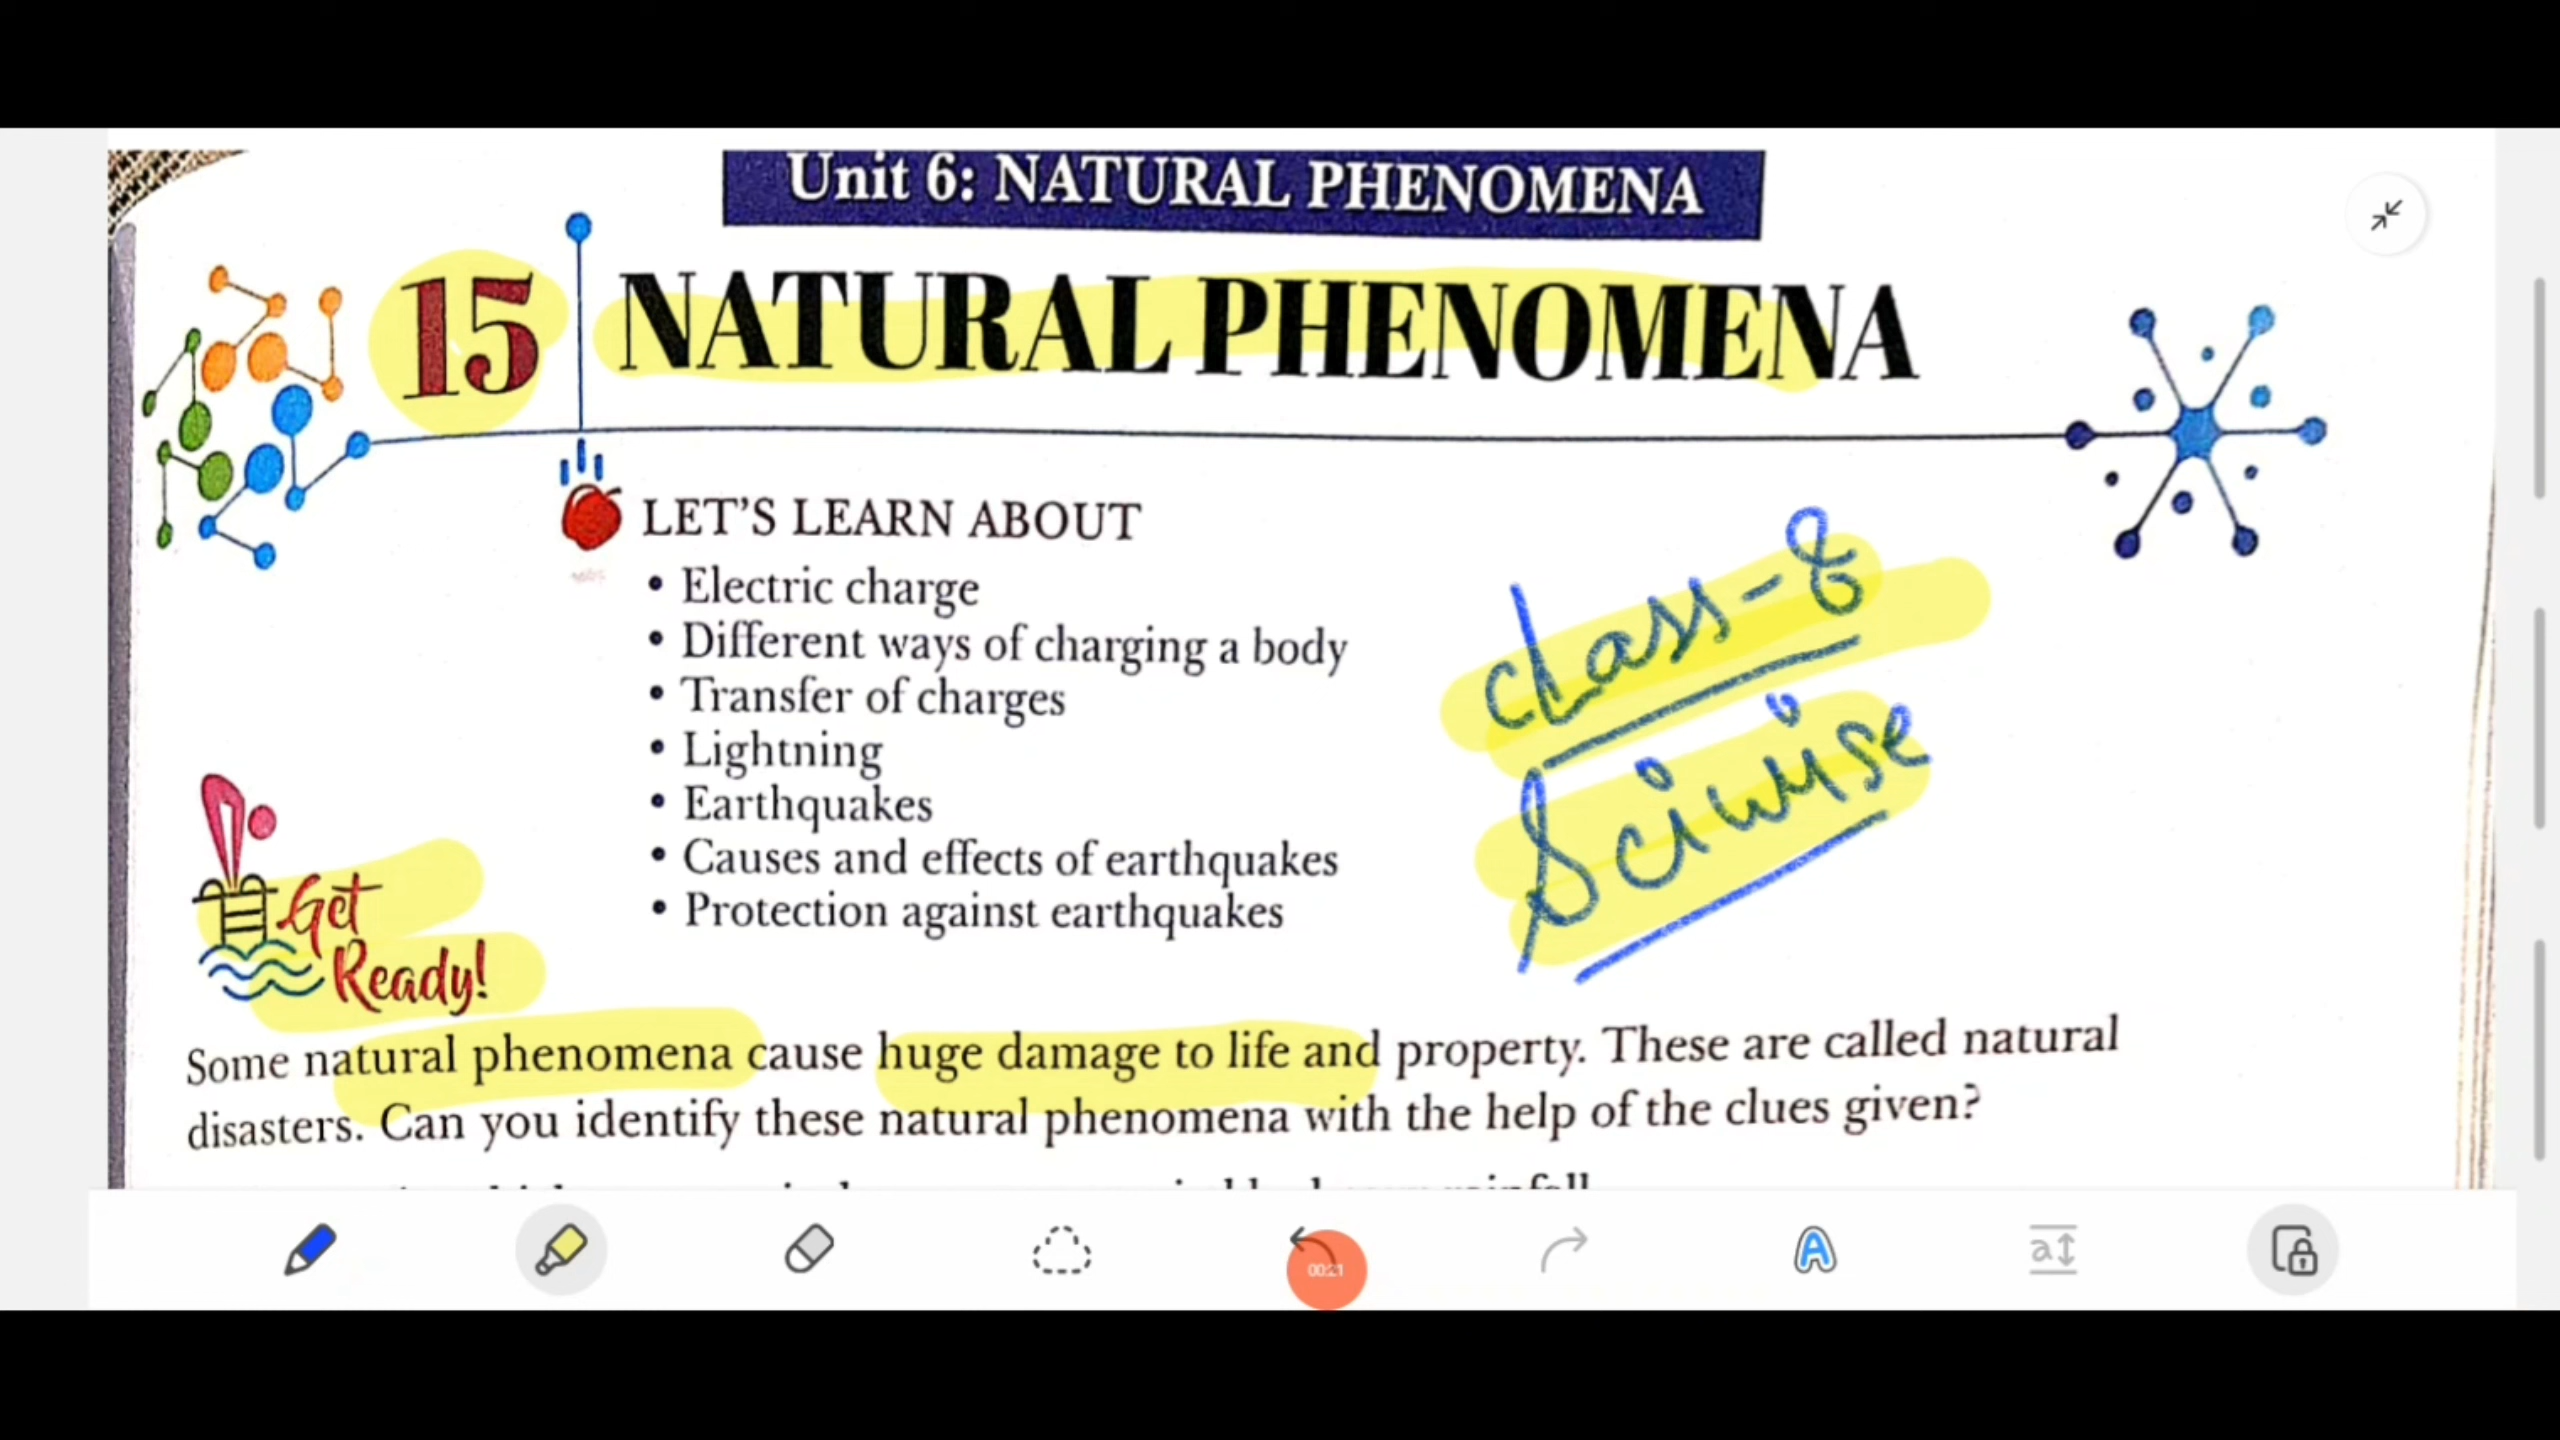 Unit 6: NATURAL PHENOMENA
15 NATURAL PHENOMENA
LET'S LEARN ABOUT
• Electric charge
• Different ways of charging a body
• Transfer of charges
• Lightning
• Earthquakes
• Causes and effects of earthquakes
• Protection against earthquakes
class-8
Sciwise
Get
Ready!
Some natural phenomena cause huge damage to life and property. These are called natural
disasters. Can you identify these natural phenomena with the help of the clues given?
00:21
A
a